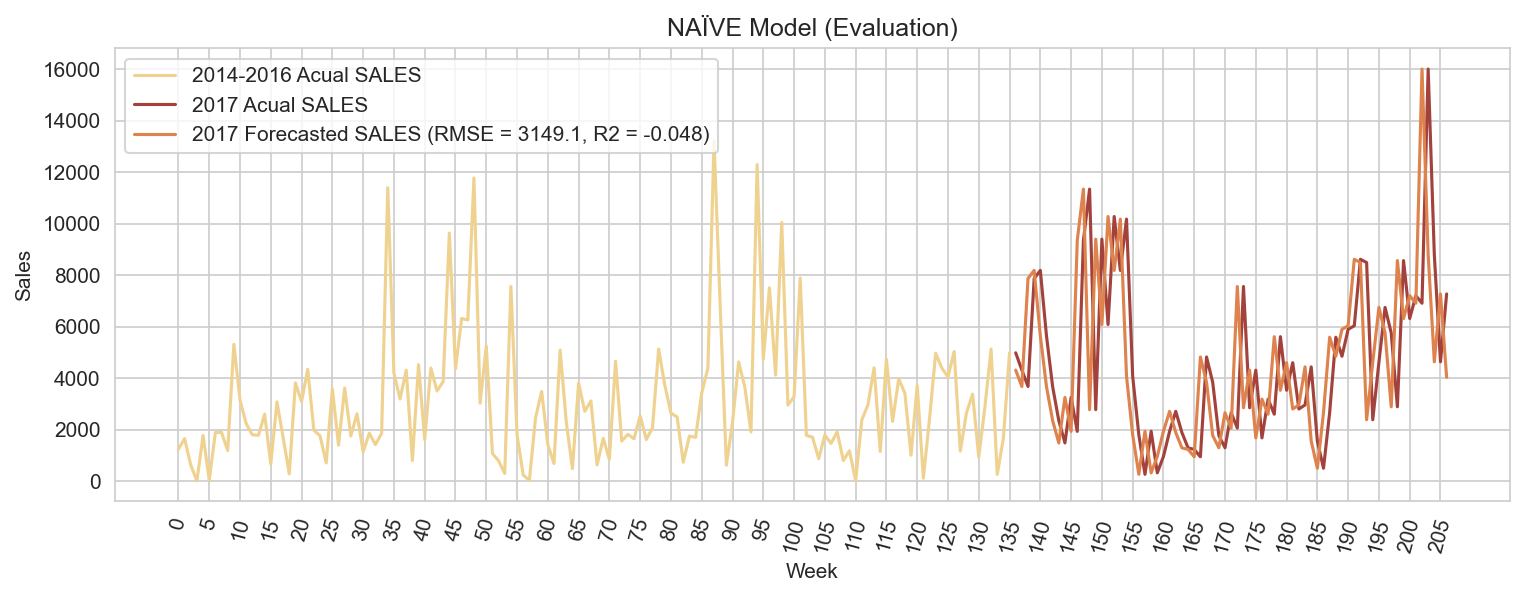 NAÏVE Model (Evaluation)
2014-2016 Acual SALES
2017 Acual SALES
2017 Forecasted SALES (RMSE = 3149.1, R2 = -0.048)
Sales
16000
14000
12000
10000
8000
6000
4000
2000
0
0 5 10 15 20 25 30 35 40 45 50 55 60 65 70 75 80 85 90 95 100 105 110 115 120 125 130 135 140 145 150 155 160 165 170 175 180 185 190 195 200 205
Week